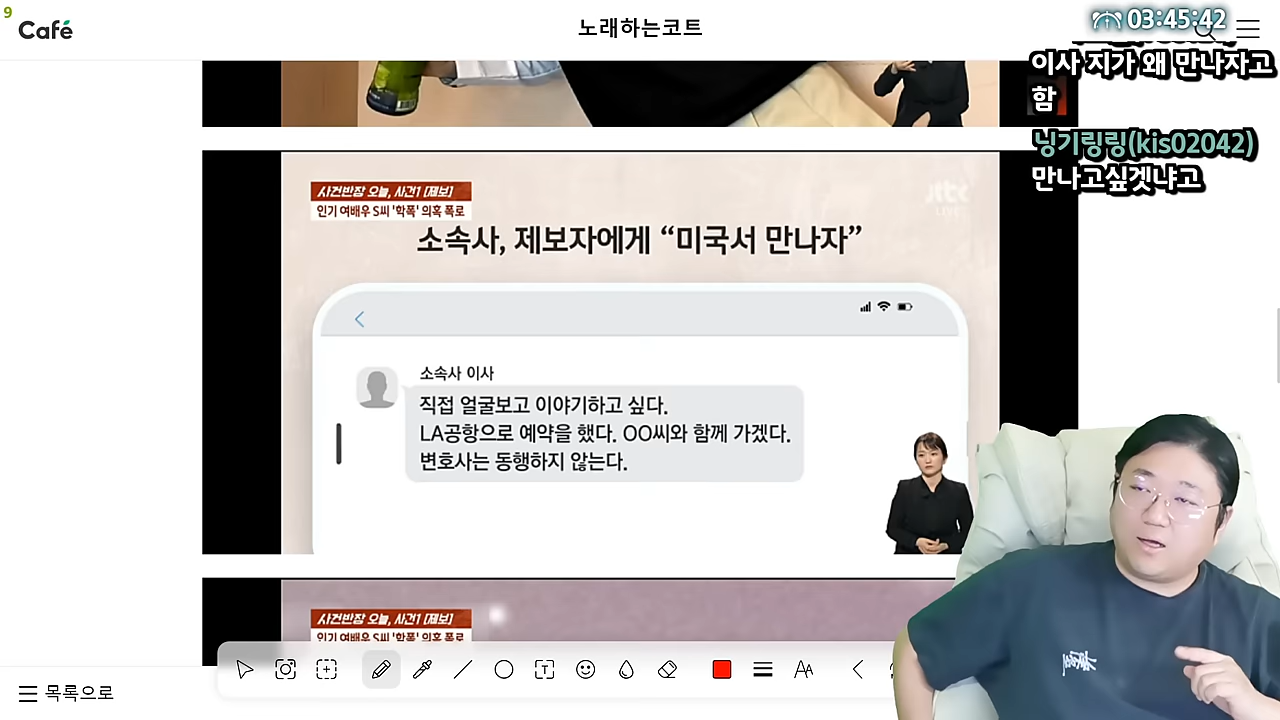 9
Café
노래하는코트
03:45:42
이사 지가 왜 만나자고
함
닝기링링(kis02042)
만나고싶겟냐고
사건반장 오늘, 사건1 [제보]
인기 여배우 S씨 '학폭' 의혹 폭로
jtbc
LIVE
소속사, 제보자에게 “미국서 만나자”
소속사 이사
직접 얼굴보고 이야기하고 싶다.
LA공항으로 예약을 했다. OO씨와 함께 가겠다.
변호사는 동행하지 않는다.
사건반장 오늘, 사건1 [제보]
인기 여배우 S씨 '학폭' 의혹 폭로
목록으로